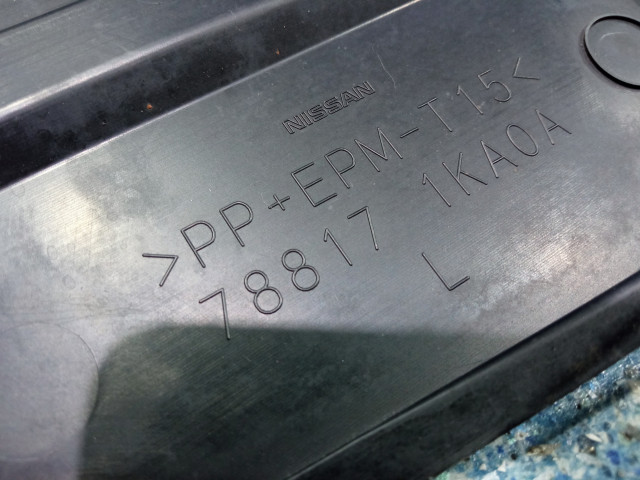 NISSAN
>PP+EPM-T15<
78817 1KA0A
L